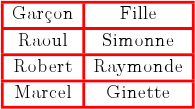 Garçon Fille
Raoul Simonne
Robert Raymonde
Marcel Ginette